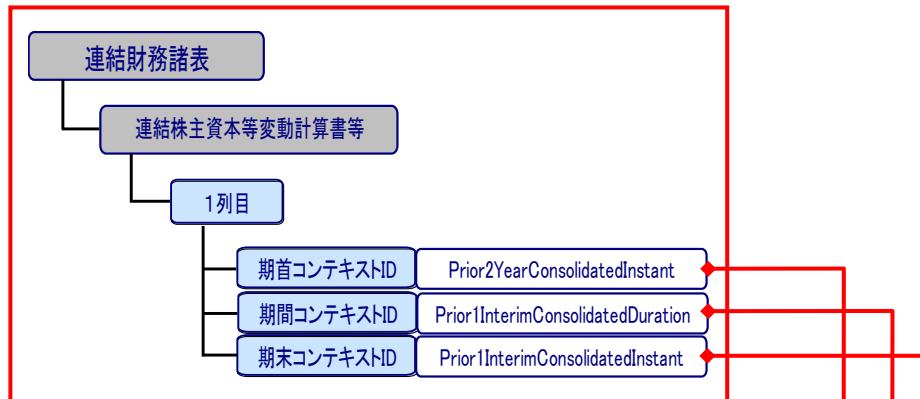 連結財務諸表
連結株主資本等変動計算書等
１列目
期首コンテキストID Prior2YearConsolidatedInstant
期間コンテキストID Prior1InterimConsolidatedDuration
期末コンテキストID Prior1InterimConsolidatedInstant